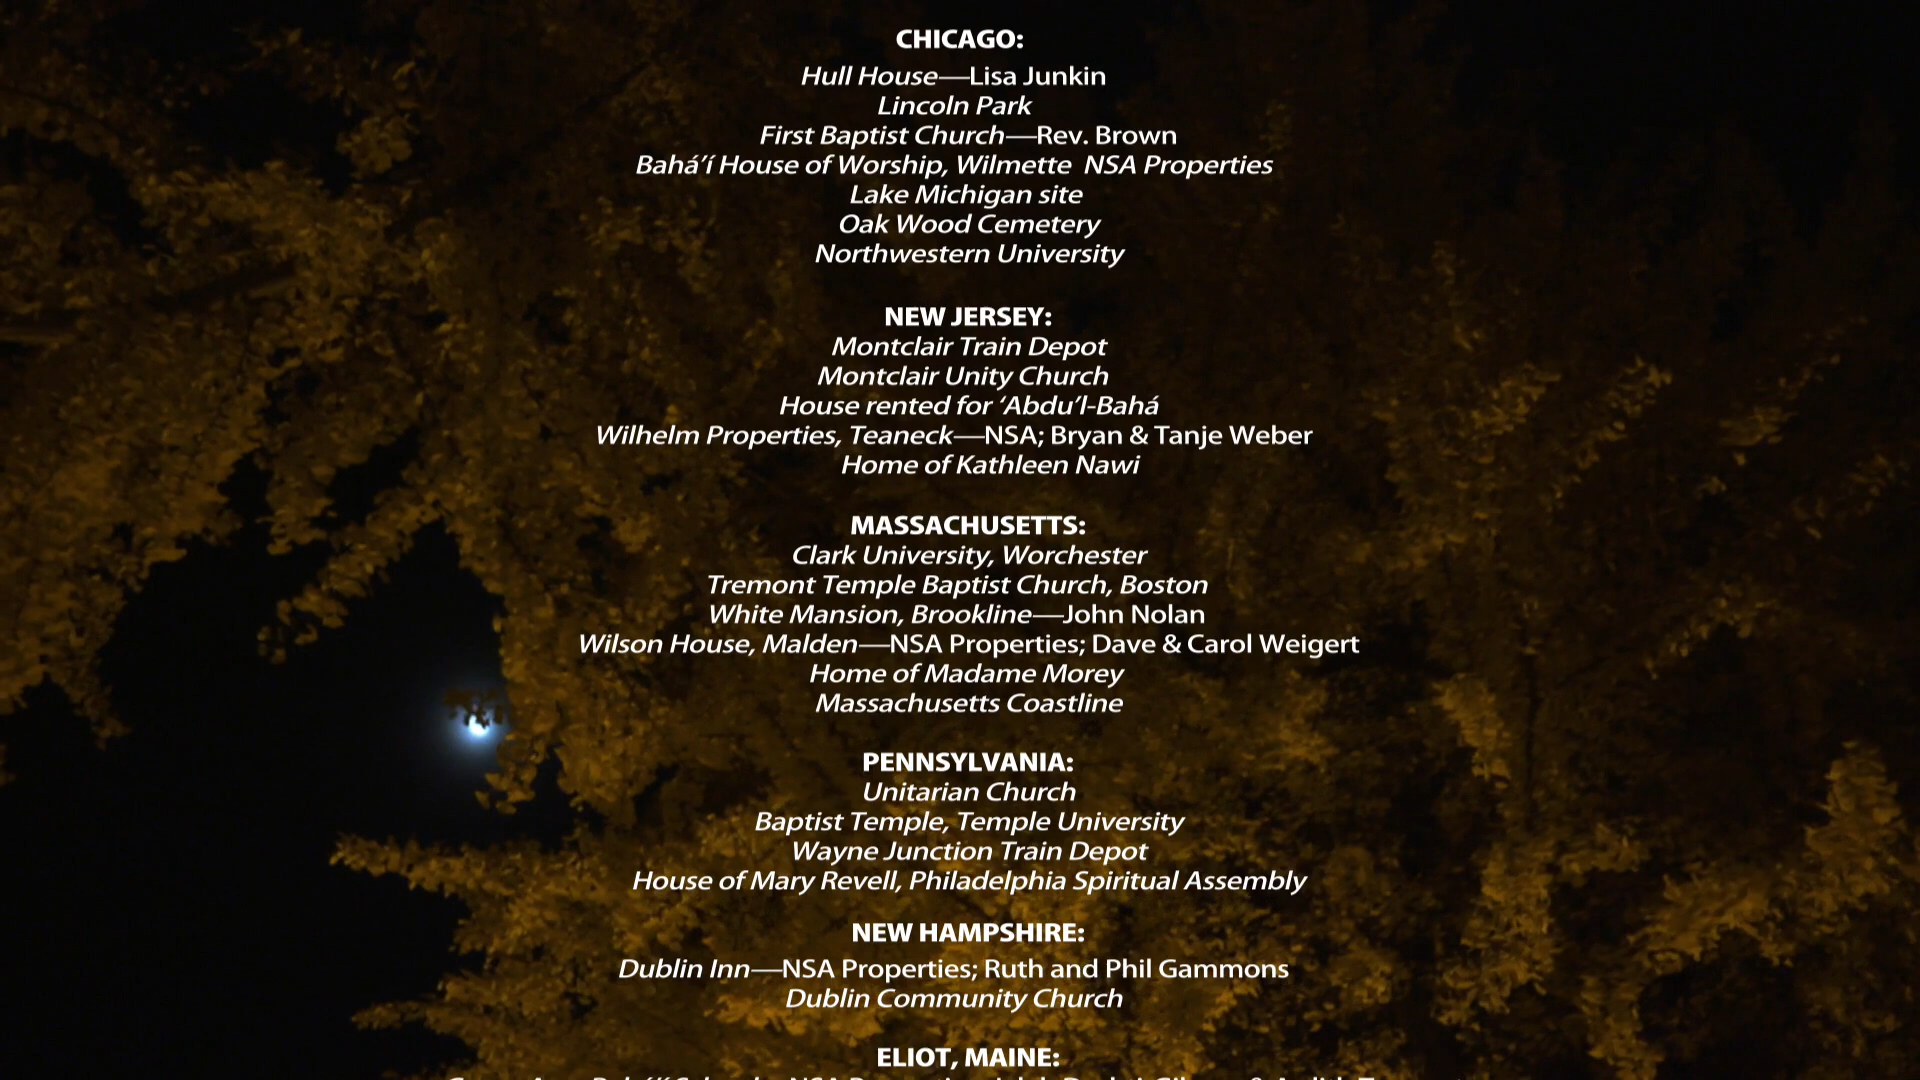 CHICAGO:
Hull House—Lisa Junkin
Lincoln Park
First Baptist Church—Rev. Brown
Bahá’í House of Worship, Wilmette NSA Properties
Lake Michigan site
Oak Wood Cemetery
Northwestern University
NEW JERSEY:
Montclair Train Depot
Montclair Unity Church
House rented for ‘Abdu’l-Bahá
Wilhelm Properties, Teaneck—NSA; Bryan & Tanje Weber
Home of Kathleen Nawi
MASSACHUSETTS:
Clark University, Worchester
Tremont Temple Baptist Church, Boston
White Mansion, Brookline—John Nolan
Wilson House, Malden—NSA Properties; Dave & Carol Weigert
Home of Madame Morey
Massachusetts Coastline
PENNSYLVANIA:
Unitarian Church
Baptist Temple, Temple University
Wayne Junction Train Depot
House of Mary Revell, Philadelphia Spiritual Assembly
NEW HAMPSHIRE:
Dublin Inn—NSA Properties; Ruth and Phil Gammons
Dublin Community Church
ELIOT, MAINE: